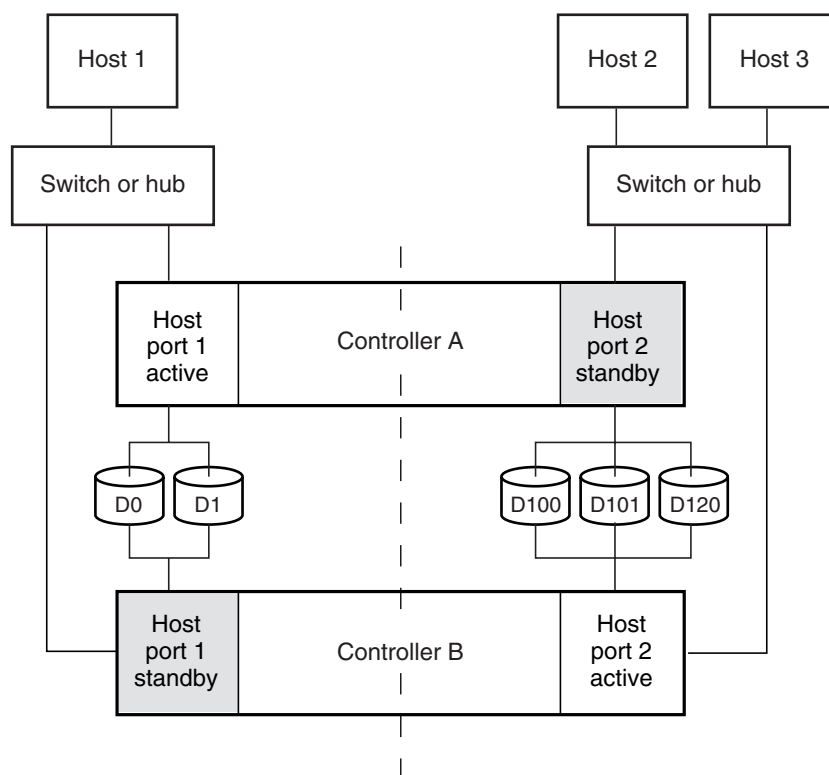 Host 1
Host 2
Host 3
Switch or hub
Switch or hub
Host
port 1
active
Controller A
Host
port 2
standby
D0
D1
D100
D101
D120
Host
port 1
standby
Controller B
Host
port 2
active